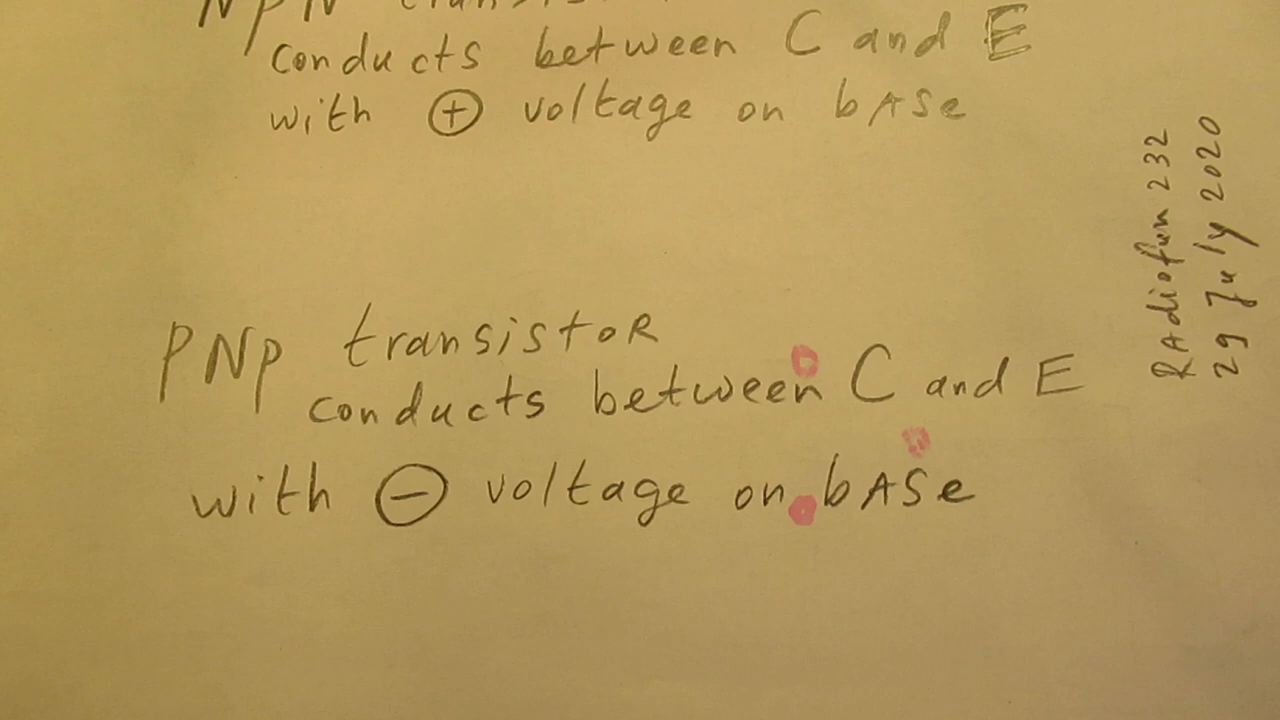 NPN
conducts between C and E
with ⊕ voltage on bASe
PNp transistoR
conducts between C and E
with ⊖ voltage on bASe
RAdiofun 232
29 July 2020